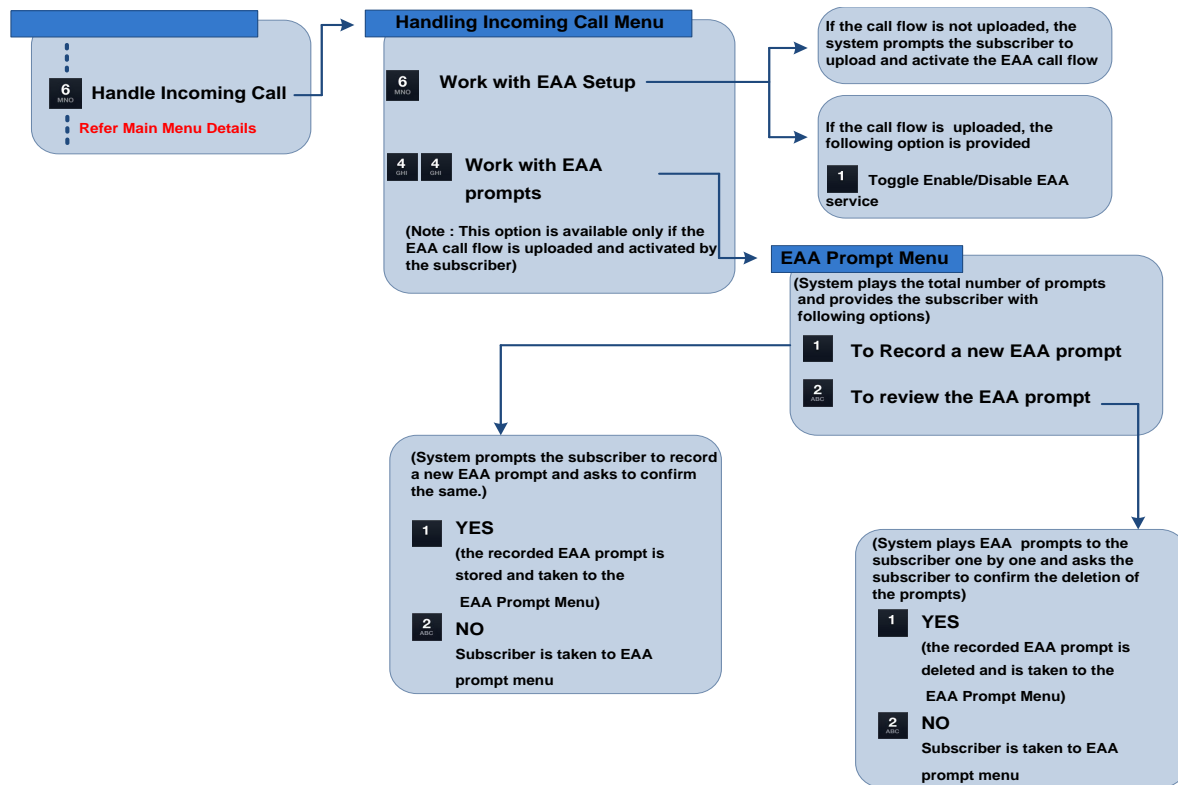 6
MNO
Handle Incoming Call
Refer Main Menu Details
Handling Incoming Call Menu
6
MNO
Work with EAA Setup
4
GHI
4
GHI
Work with EAA
prompts
(Note : This option is available only if the
EAA call flow is uploaded and activated by
the subscriber)
If the call flow is not uploaded, the
system prompts the subscriber to
upload and activate the EAA call flow
If the call flow is uploaded, the
following option is provided
1
Toggle Enable/Disable EAA
service
EAA Prompt Menu
(System plays the total number of prompts
and provides the subscriber with
following options)
1
To Record a new EAA prompt
2
ABC
To review the EAA prompt
(System prompts the subscriber to record
a new EAA prompt and asks to confirm
the same.)
1
YES
(the recorded EAA prompt is
stored and taken to the
EAA Prompt Menu)
2
ABC
NO
Subscriber is taken to EAA
prompt menu
(System plays EAA prompts to the
subscriber one by one and asks the
subscriber to confirm the deletion of
the prompts)
1
YES
(the recorded EAA prompt is
deleted and is taken to the
EAA Prompt Menu)
2
ABC
NO
Subscriber is taken to EAA
prompt menu